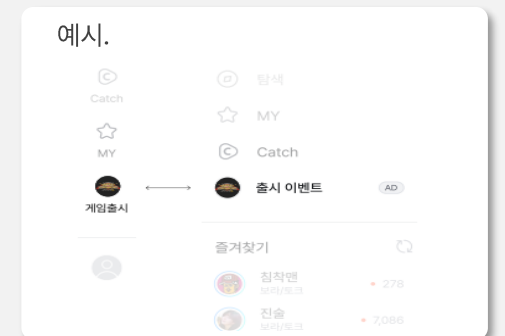 예시.
Catch
MY
게임출시
탐색
MY
Catch
출시 이벤트 AD
즐겨찾기
침착맨
보라/토크 278
진술
보라/토크 7,086